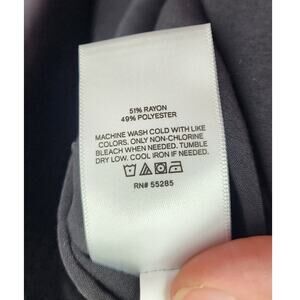 51% RAYON
49% POLYESTER
MACHINE WASH COLD WITH LIKE
COLORS. ONLY NON-CHLORINE
BLEACH WHEN NEEDED. TUMBLE
DRY LOW. COOL IRON IF NEEDED.
RN# 55285